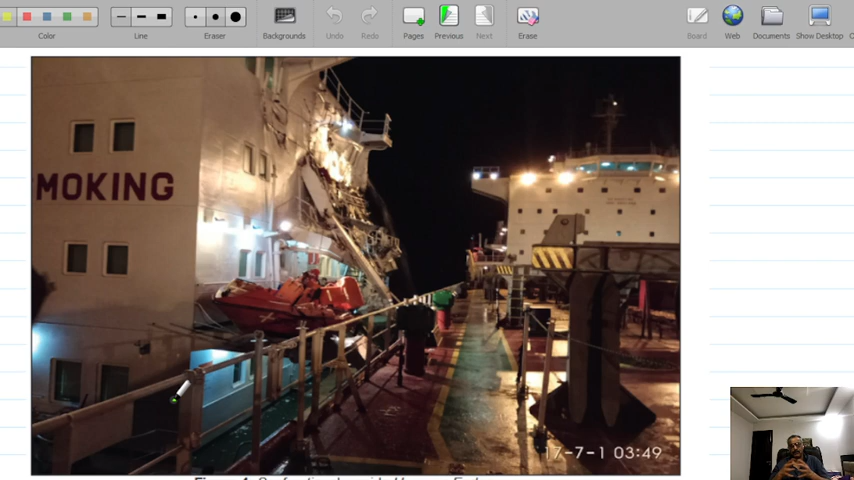 Color
Line
Eraser
Backgrounds
Undo
Redo
Pages
Previous
Next
Erase
Board
Web
Documents
Show Desktop
MOKING
17-7-1 03:49